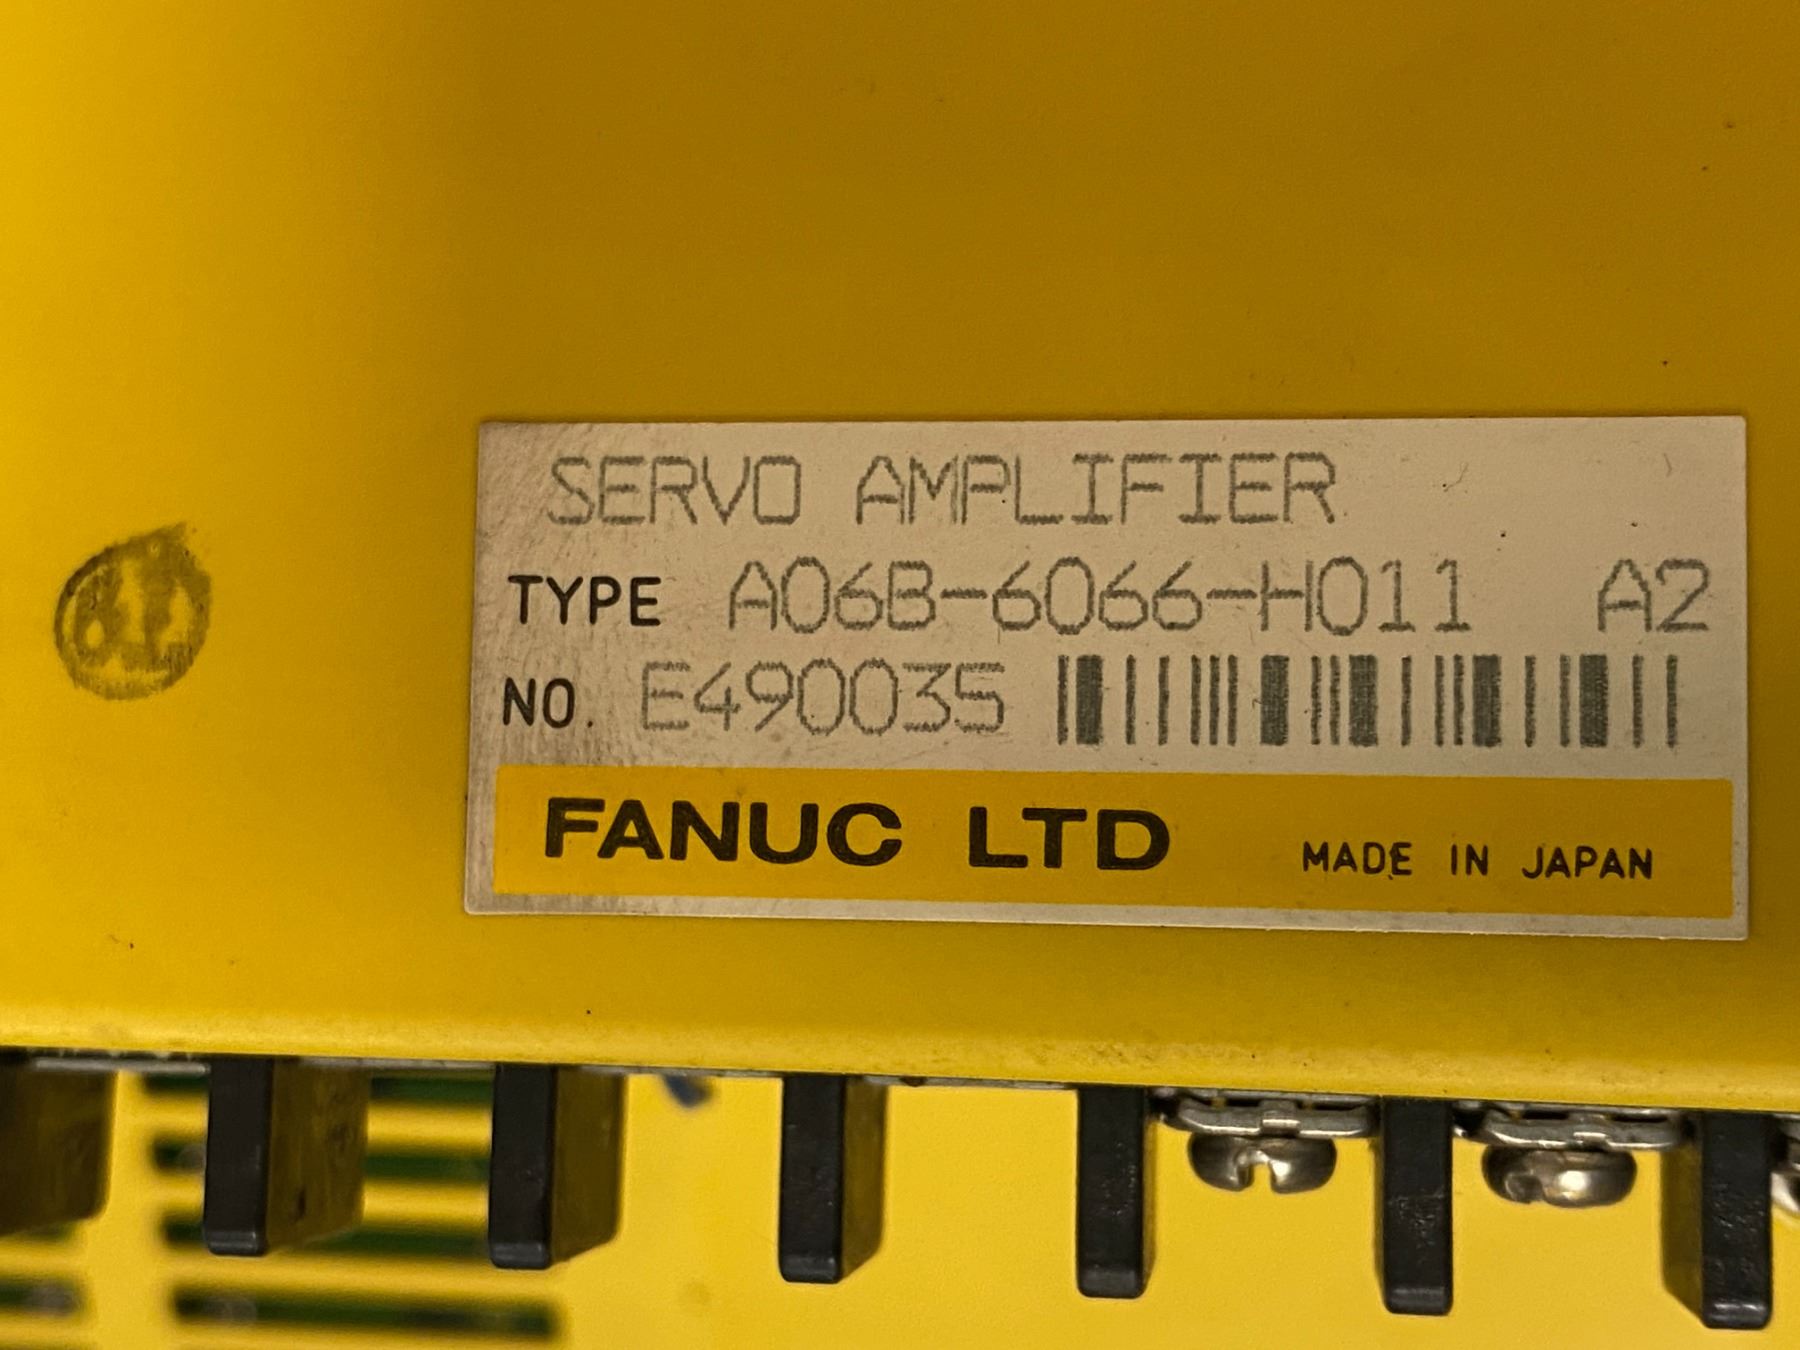 SERVO AMPLIFIER
TYPE A06B-6066-H011 A2
NO. E490035
FANUC LTD MADE IN JAPAN